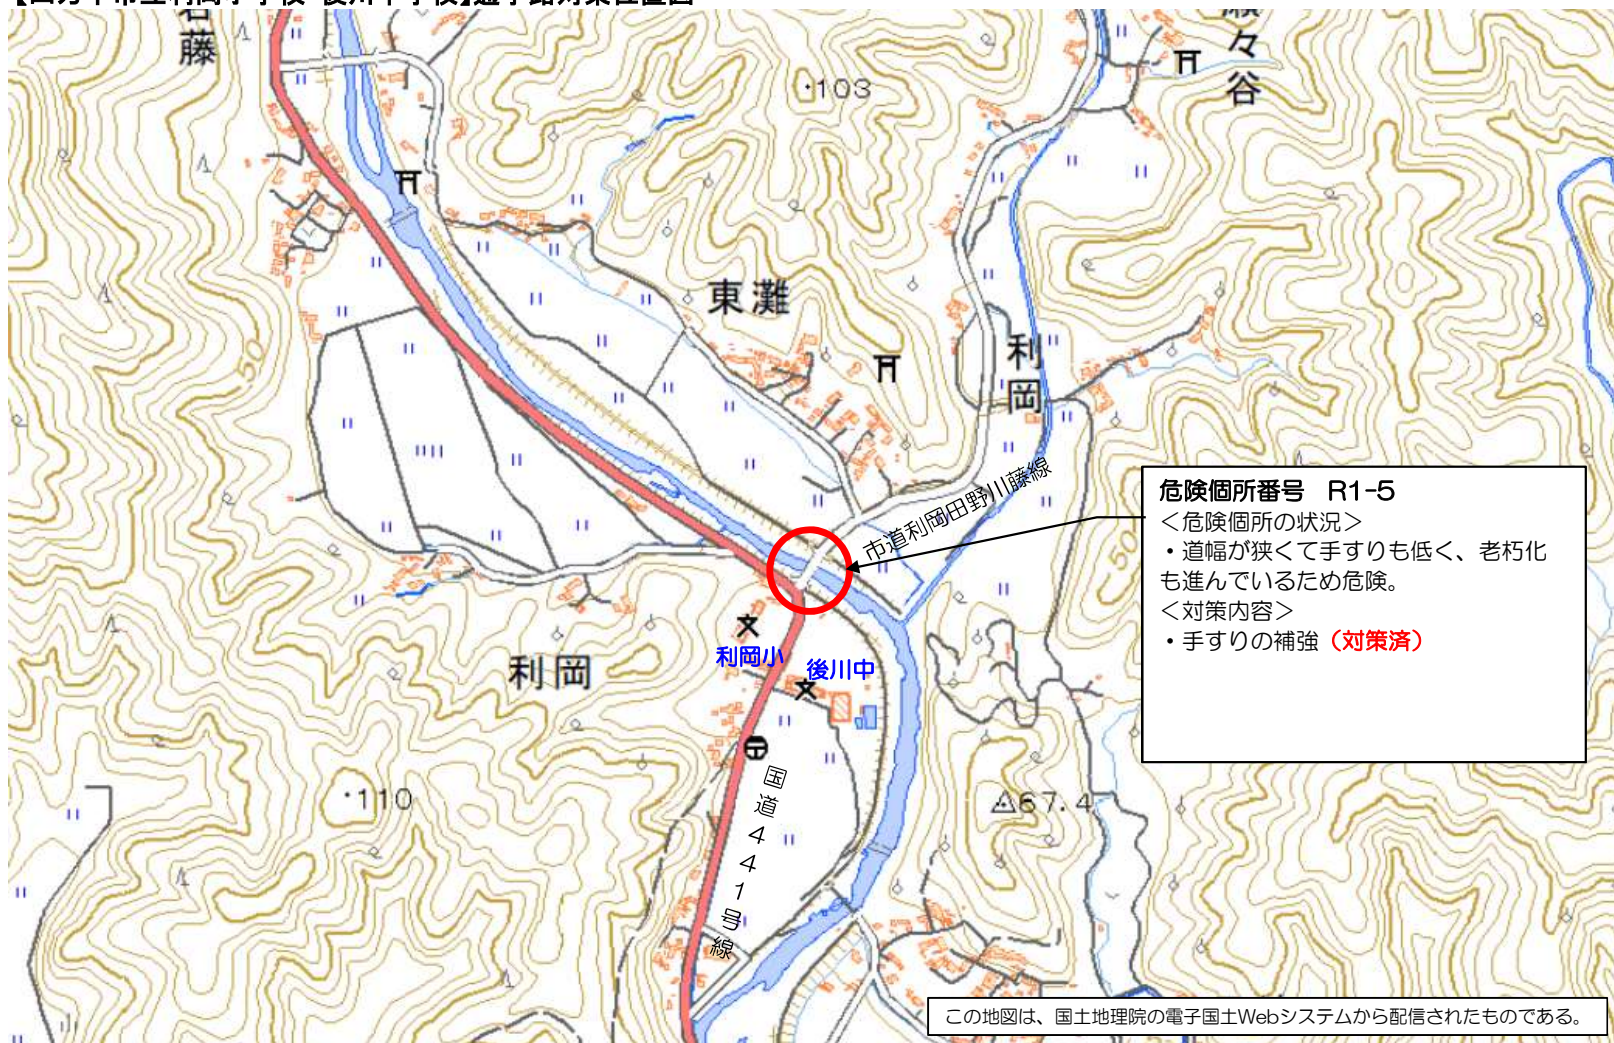 藤
々
谷
・103
東灘
利岡
50
市道利岡田野川藤線
危険個所番号 R1-5
＜危険個所の状況＞
・道幅が狭くて手すりも低く、老朽化
も進んでいるため危険。
＜対策内容＞
・手すりの補強（対策済）
50
利岡小
後川中
利岡
国道441号線
・110
67.4
この地図は、国土地理院の電子国土Webシステムから配信されたものである。